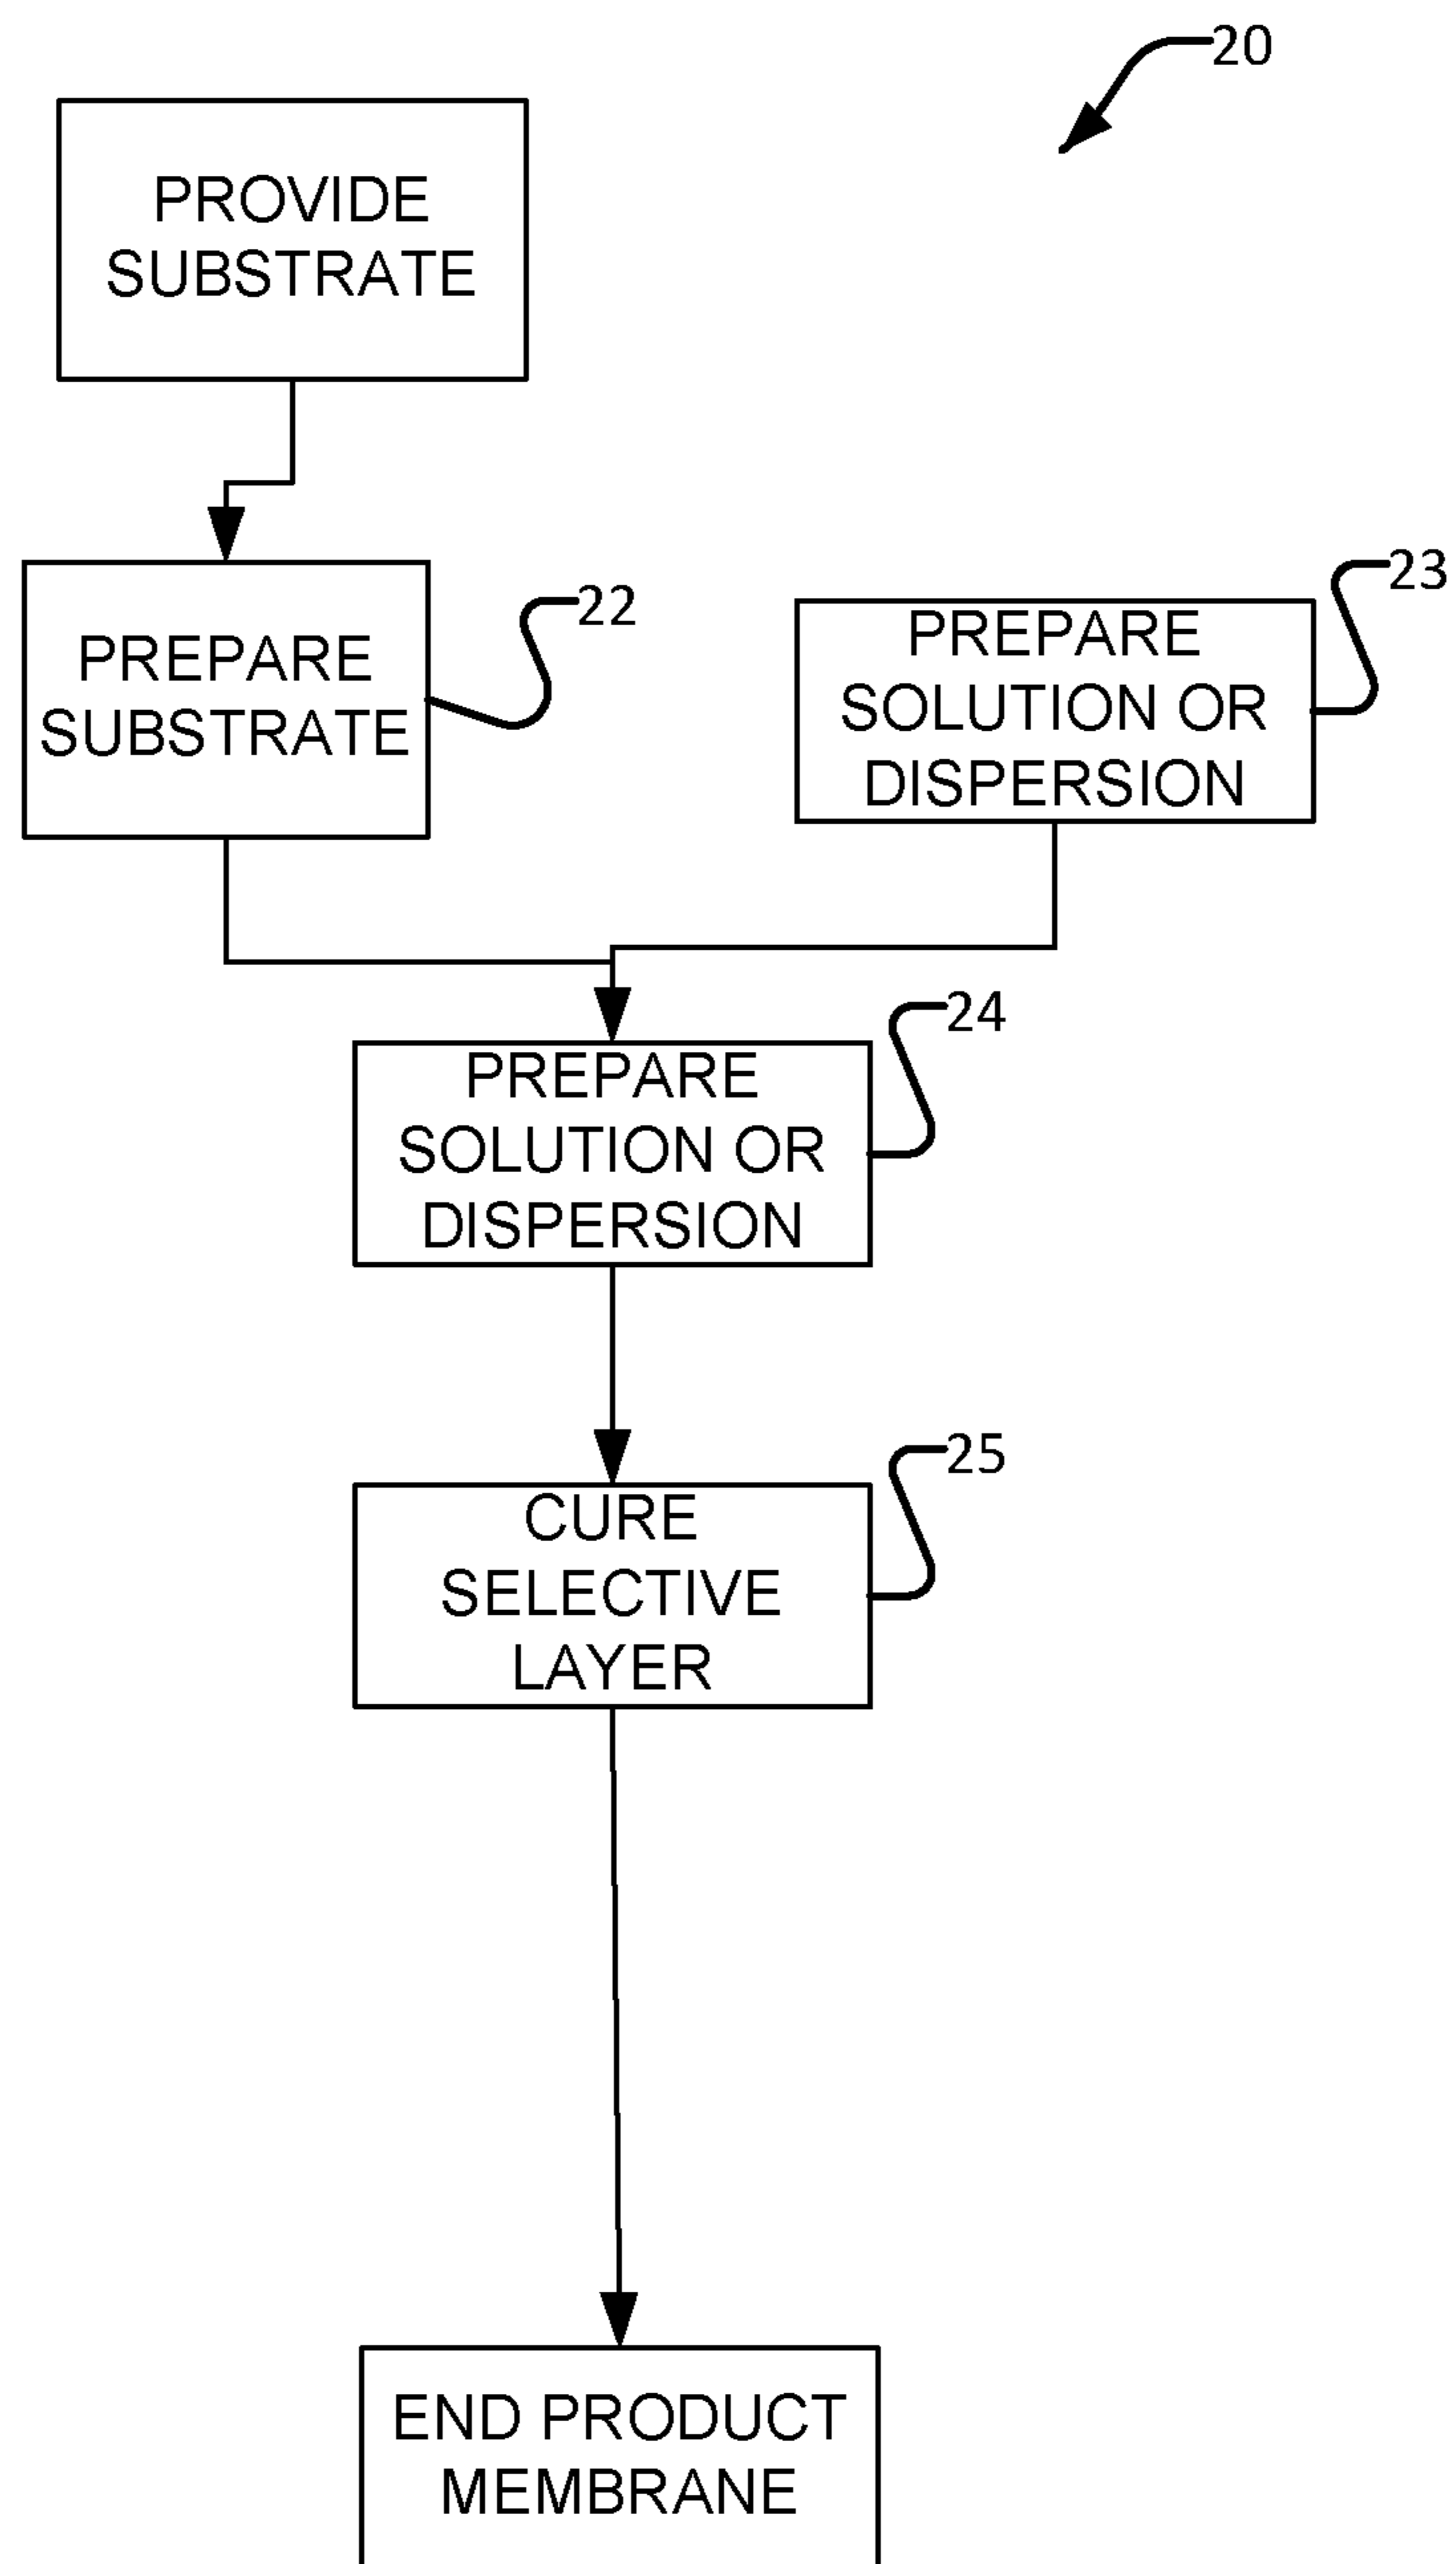 20
PROVIDE
SUBSTRATE
PREPARE
SUBSTRATE
22
PREPARE
SOLUTION OR
DISPERSION
23
PREPARE
SOLUTION OR
DISPERSION
24
CURE
SELECTIVE
LAYER
25
END PRODUCT
MEMBRANE